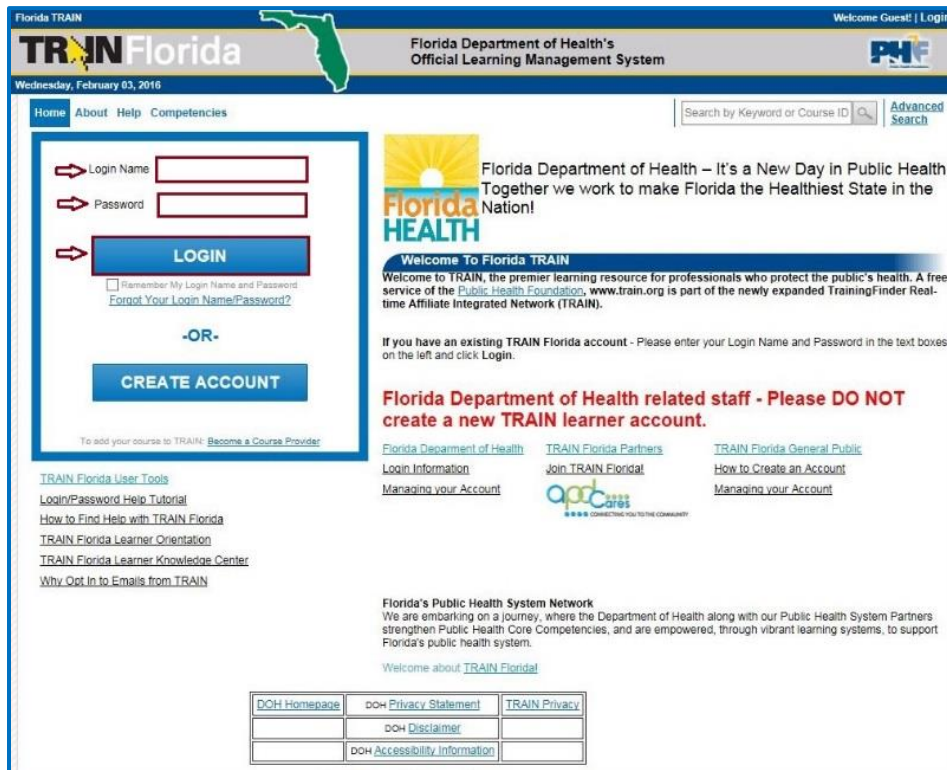 Florida TRAIN
Welcome Guest! | Login
TRAIN Florida
Florida Department of Health's
Official Learning Management System
PHF
Wednesday, February 03, 2016
Home About Help Competencies
Search by Keyword or Course ID
Advanced
Search
Login Name
Password
LOGIN
Remember My Login Name and Password
Forgot Your Login Name/Password?
-OR-
CREATE ACCOUNT
To add your course to TRAIN: Become a Course Provider
TRAIN Florida User Tools
Login/Password Help Tutorial
How to Find Help with TRAIN Florida
TRAIN Florida Learner Orientation
TRAIN Florida Learner Knowledge Center
Why Opt In to Emails from TRAIN
Florida
HEALTH
Florida Department of Health – It's a New Day in Public Health
Together we work to make Florida the Healthiest State in the
Nation!
Welcome To Florida TRAIN
Welcome to TRAIN, the premier learning resource for professionals who protect the public's health. A free
service of the Public Health Foundation, www.train.org is part of the newly expanded TrainingFinder Real-
time Affiliate Integrated Network (TRAIN).
If you have an existing TRAIN Florida account - Please enter your Login Name and Password in the text boxes
on the left and click Login.
Florida Department of Health related staff - Please DO NOT
create a new TRAIN learner account.
Florida Deparment of Health
Login Information
Managing your Account
TRAIN Florida Partners
Join TRAIN Florida!
apd Cares
CONNECTING YOU TO THE COMMUNITY
TRAIN Florida General Public
How to Create an Account
Managing your Account
Florida's Public Health System Network
We are embarking on a journey, where the Department of Health along with our Public Health System Partners
strengthen Public Health Core Competencies, and are empowered, through vibrant learning systems, to support
Florida's public health system.
Welcome about TRAIN Florida!
DOH Homepage DOH Privacy Statement TRAIN Privacy
DOH Disclaimer
DOH Accessibility Information